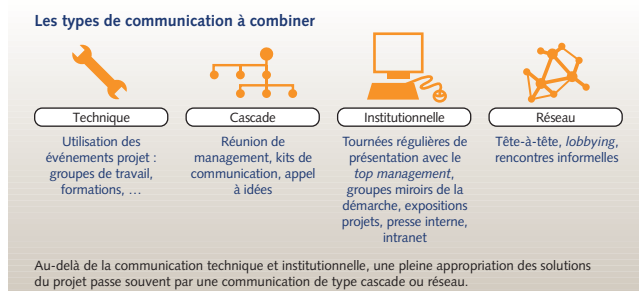 Les types de communication à combiner
Technique
Utilisation des
événements projet :
groupes de travail,
formations, …
Cascade
Réunion de
management, kits de
communication, appel
à idées
Institutionnelle
Tournées régulières de
présentation avec le
top management,
groupes miroirs de la
démarche, expositions
projets, presse interne,
intranet
Réseau
Tête-à-tête, lobbying,
rencontres informelles
Au-delà de la communication technique et institutionnelle, une pleine appropriation des solutions
du projet passe souvent par une communication de type cascade ou réseau.